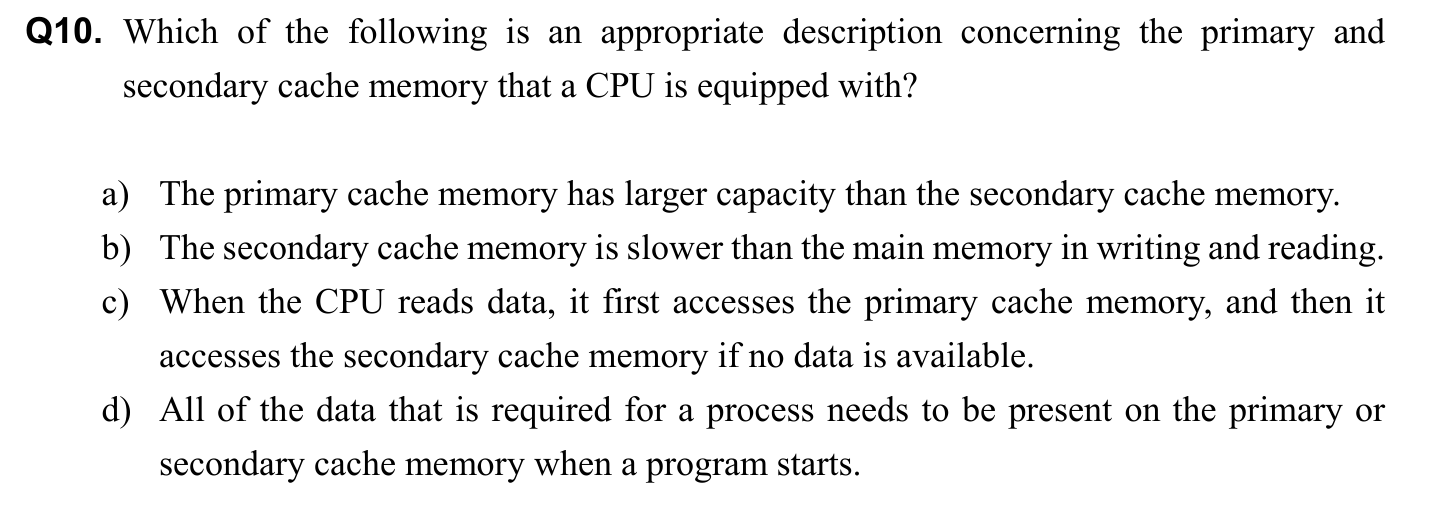 Q10. Which of the following is an appropriate description concerning the primary and
secondary cache memory that a CPU is equipped with?
a) The primary cache memory has larger capacity than the secondary cache memory.
b) The secondary cache memory is slower than the main memory in writing and reading.
c) When the CPU reads data, it first accesses the primary cache memory, and then it
accesses the secondary cache memory if no data is available.
d) All of the data that is required for a process needs to be present on the primary or
secondary cache memory when a program starts.